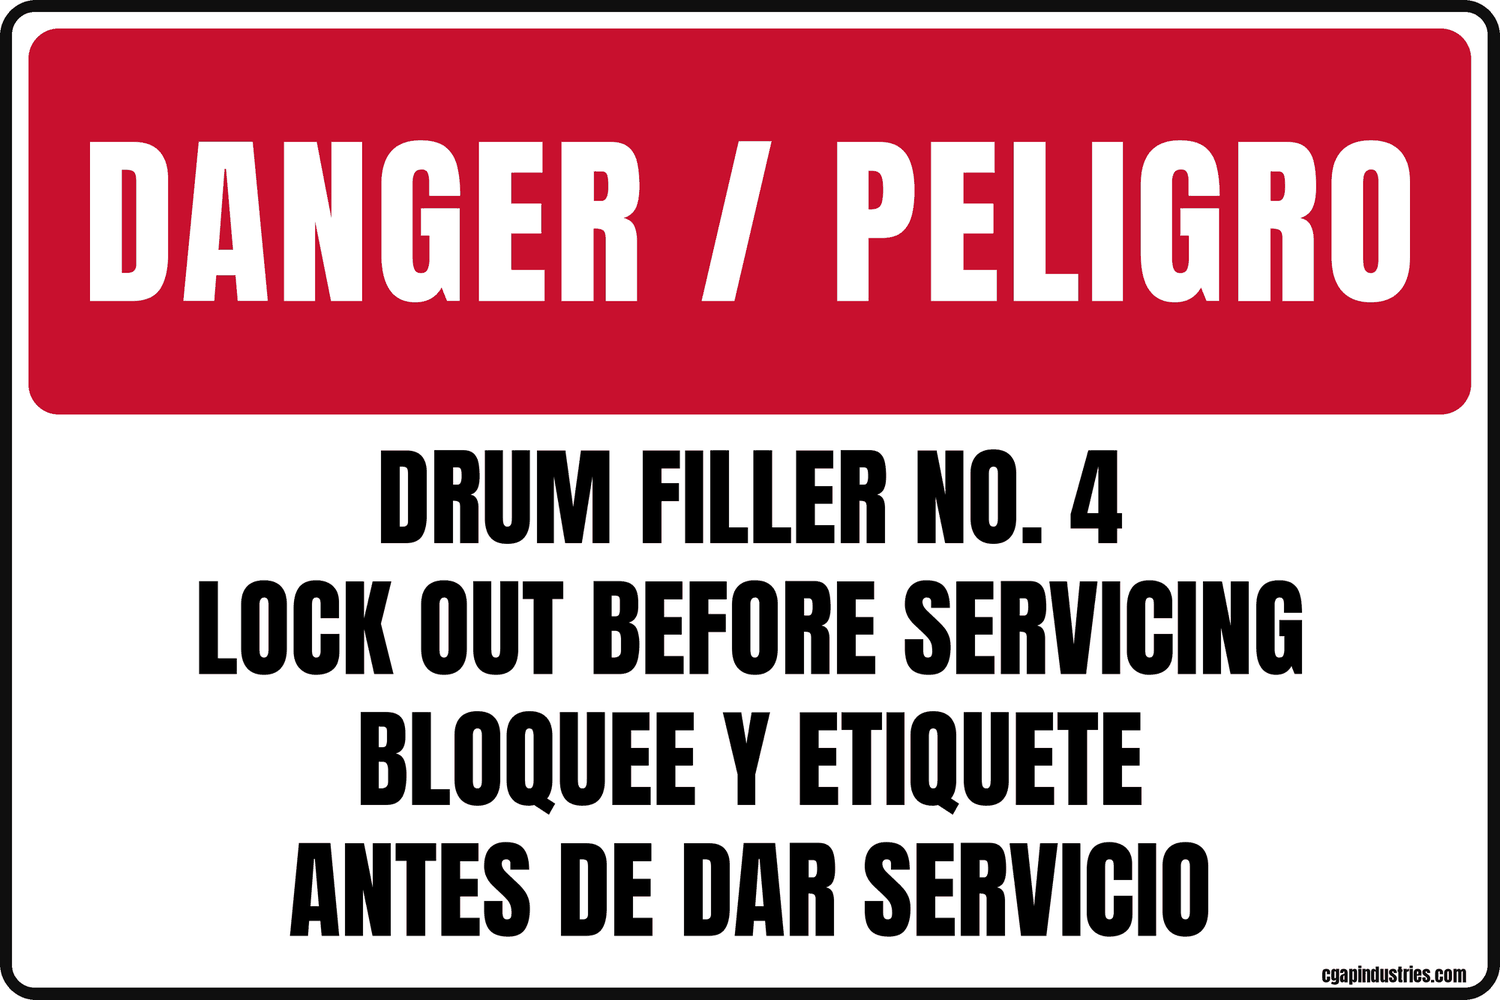 DANGER / PELIGRO
DRUM FILLER NO. 4
LOCK OUT BEFORE SERVICING
BLOQUEE Y ETIQUETE
ANTES DE DAR SERVICIO
cgapindustries.com